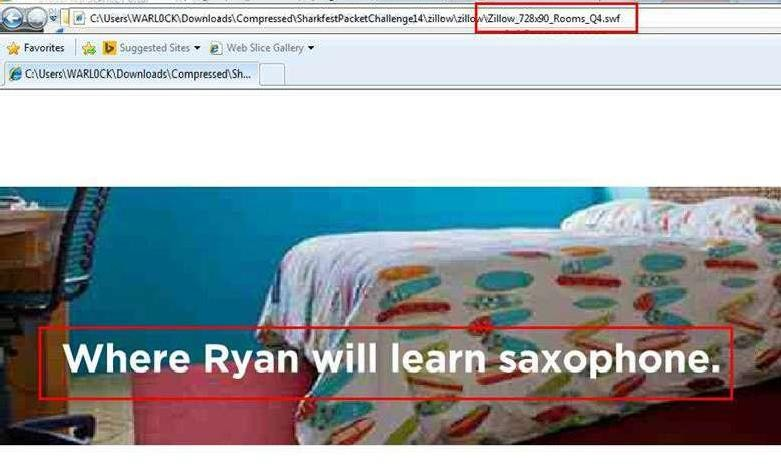 C:\Users\WARL0CK\Downloads\Compressed\SharkfestPacketChallenge14\zillow\zillow\Zillow_728x90_Rooms_Q4.swf
Favorites Suggested Sites Web Slice Gallery
C:\Users\WARL0CK\Downloads\Compressed\Sh...
Where Ryan will learn saxophone.